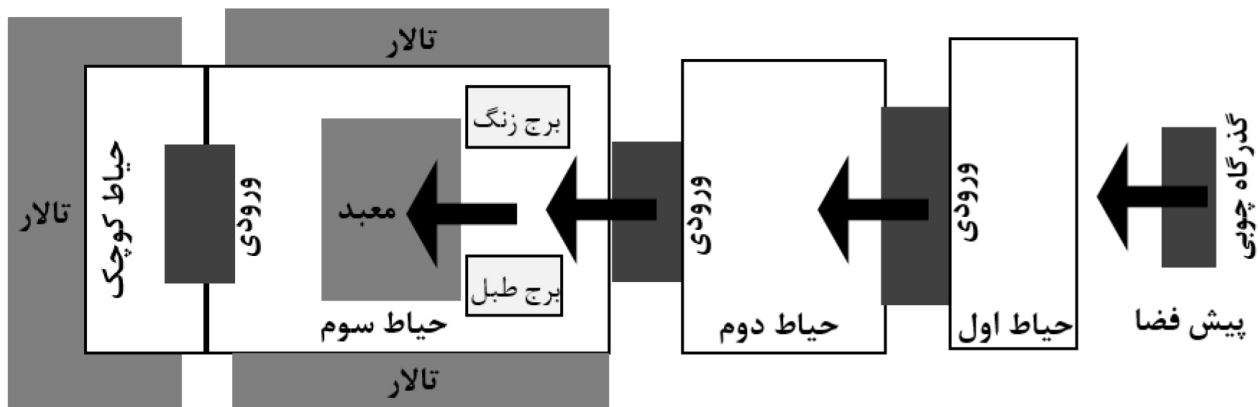 تالار
گذرگاه چوبی
پیش فضا
ورودی
حیاط اول
ورودی
حیاط دوم
برج زنگ
معبد
برج طبل
حیاط سوم
تالار
ورودی
حیاط کوچک
تالار